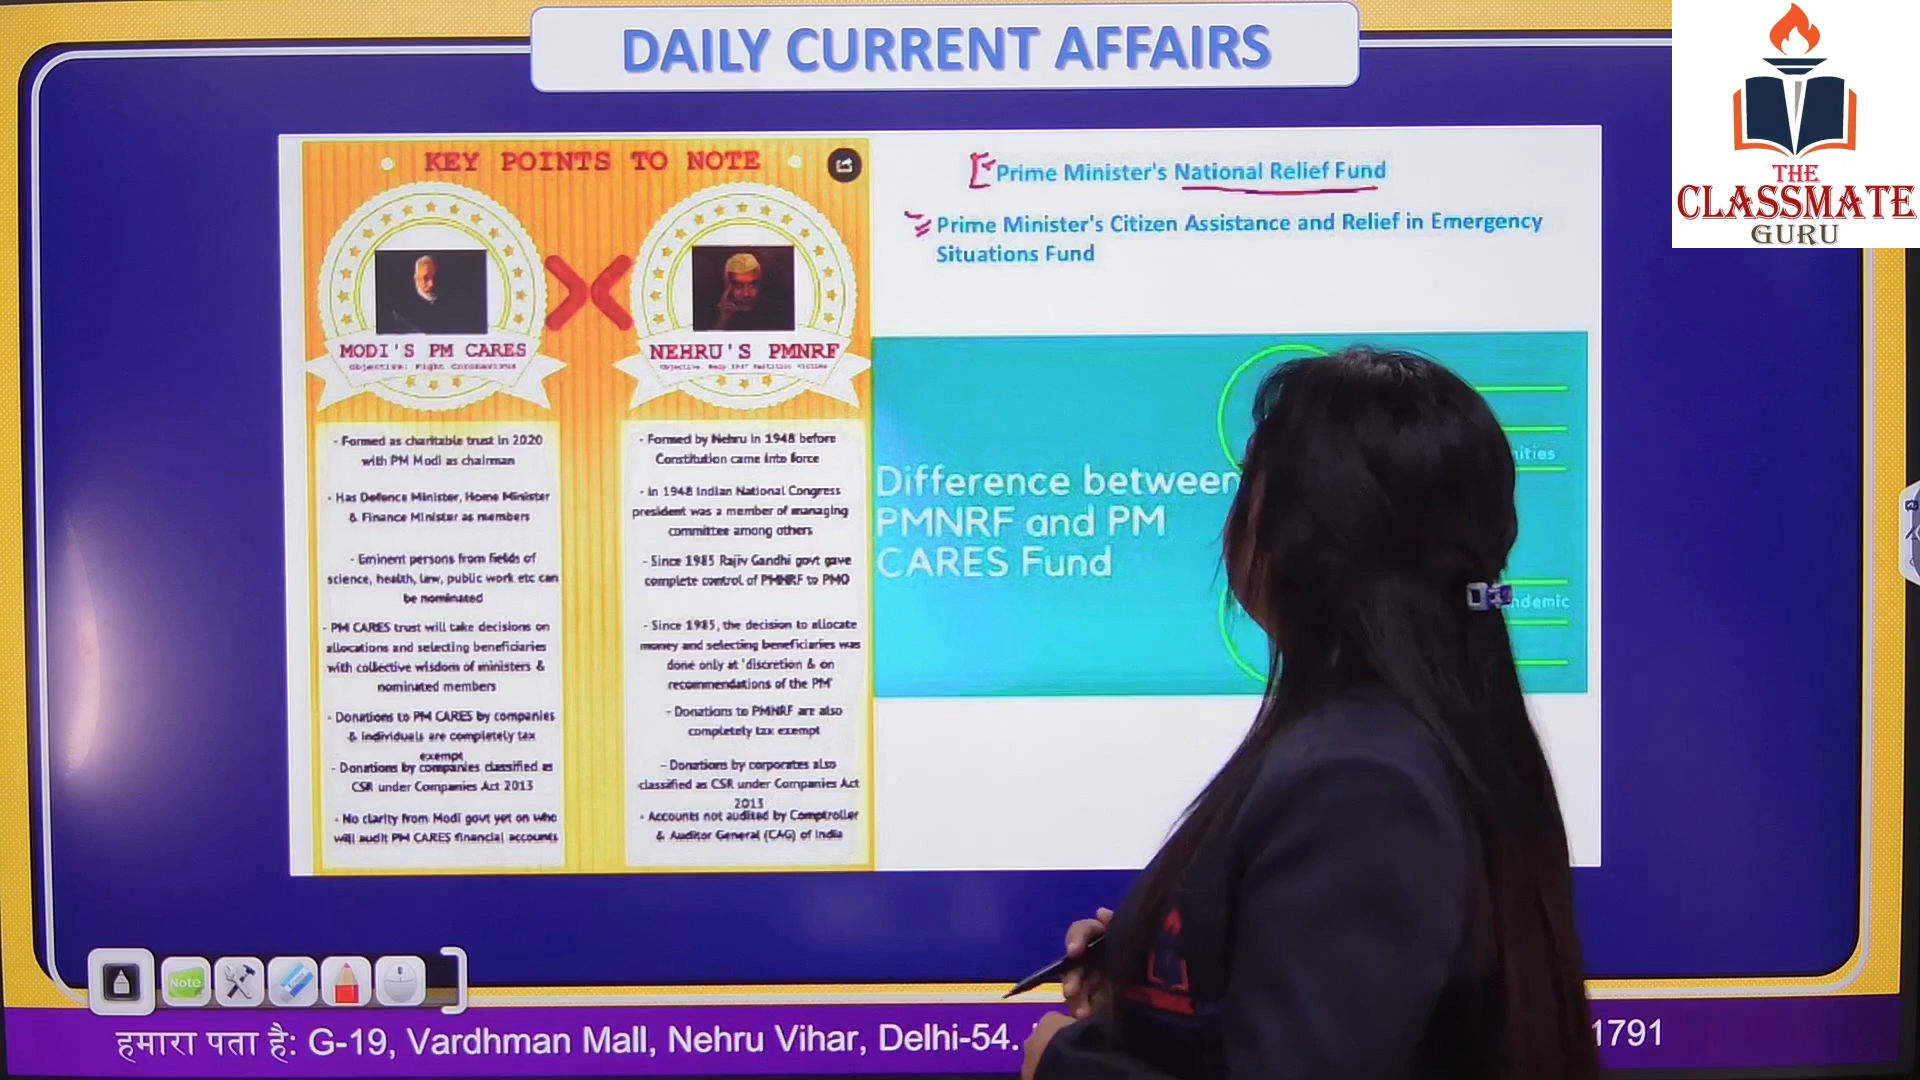 DAILY CURRENT AFFAIRS
THE
CLASSMATE
GURU
KEY POINTS TO NOTE
MODI'S PM CARES
Objective: Fight Coronavirus
- Formed as charitable trust in 2020
with PM Modi as chairman
- Has Defence Minister, Home Minister
& Finance Minister as members
- Eminent persons from fields of
science, health, law, public work etc can
be nominated
- PM CARES trust will take decisions on
allocations and selecting beneficiaries
with collective wisdom of ministers &
nominated members
- Donations to PM CARES by companies
& individuals are completely tax
exempt
- Donations by companies classified as
CSR under Companies Act 2013
- No clarity from Modi govt yet on who
will audit PM CARES financial accounts
NEHRU'S PMNRF
Objective: Help 1947 Partition Victims
- Formed by Nehru in 1948 before
Constitution came into force
- In 1948 Indian National Congress
president was a member of managing
committee among others
- Since 1985 Rajiv Gandhi govt gave
complete control of PMNRF to PMO
- Since 1985, the decision to allocate
money and selecting beneficiaries was
done only at 'discretion & on
recommendations of the PM'
- Donations to PMNRF are also
completely tax exempt
- Donations by corporates also
classified as CSR under Companies Act
2013
- Accounts not audited by Comptroller
& Auditor General (CAG) of India
Prime Minister's National Relief Fund
Prime Minister's Citizen Assistance and Relief in Emergency
Situations Fund
Difference between
PMNRF and PM
CARES Fund
nities
ndemic
Note
हमारा पता है: G-19, Vardhman Mall, Nehru Vihar, Delhi-54.
1791